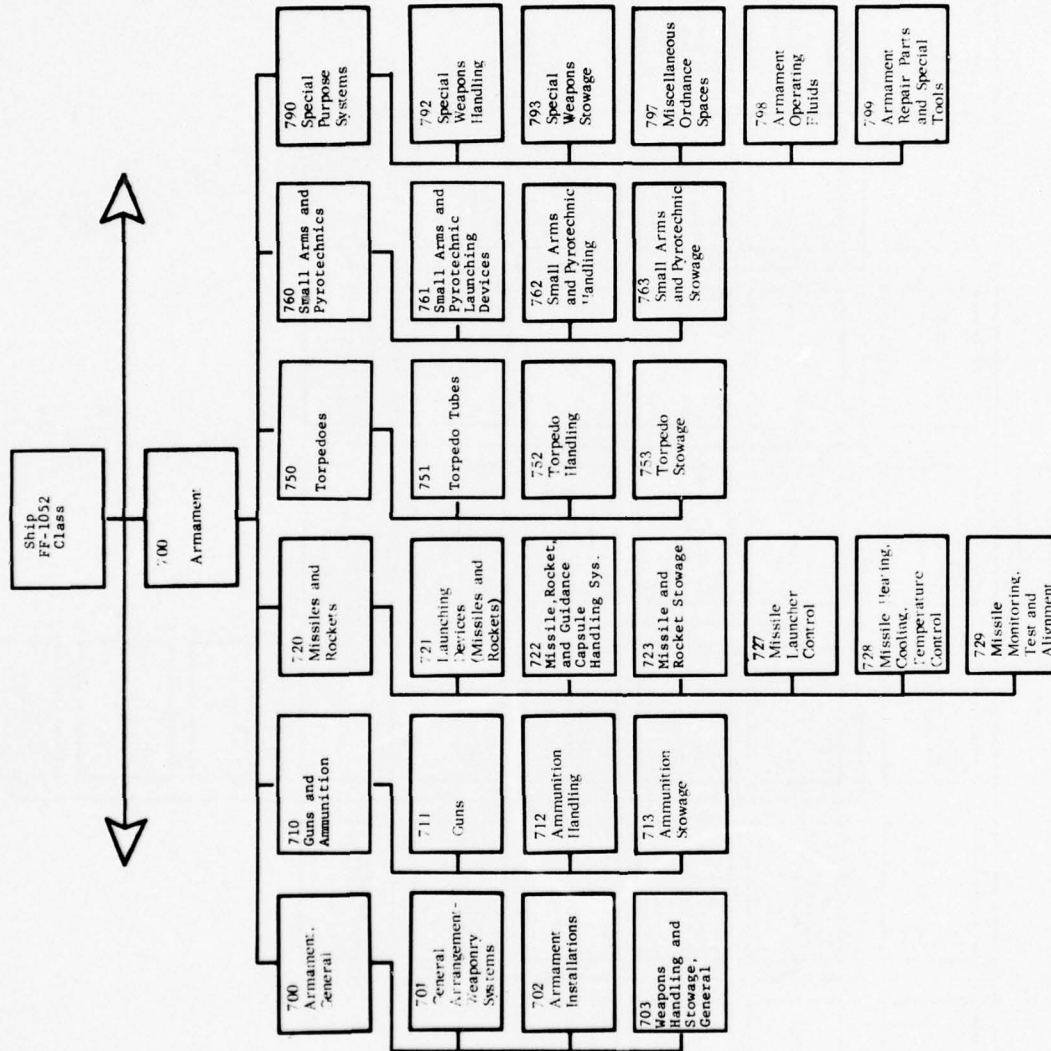 Ship
FF-1052
Class
700
Armament
700
Armament,
General
701
General
Arrangement-
Weaponry
Systems
702
Armament
Installations
703
Weapons
Handling and
Stowage,
General
710
Guns and
Ammunition
711
Guns
712
Ammunition
Handling
713
Ammunition
Stowage
720
Missiles and
Rockets
721
Launching
Devices
(Missiles and
Rockets)
722
Missile,Rocket,
and Guidance
Capsule
Handling Sys.
723
Missile and
Rocket Stowage
727
Missile
Launcher
Control
728
Missile Heating,
Cooling,
Temperature
Control
729
Missile
Monitoring,
Test and
Alignment
750
Torpedoes
751
Torpedo Tubes
752
Torpedo
Handling
753
Torpedo
Stowage
760
Small Arms and
Pyrotechnics
761
Small Arms and
Pyrotechnic
Launching
Devices
762
Small Arms
and Pyrotechnic
Handling
763
Small Arms
and Pyrotechnic
Stowage
790
Special
Purpose
Systems
792
Special
Weapons
Handling
793
Special
Weapons
Stowage
797
Miscellaneous
Ordnance
Spaces
798
Armament
Operating
Fluids
799
Armament
Repair Parts
and Special
Tools